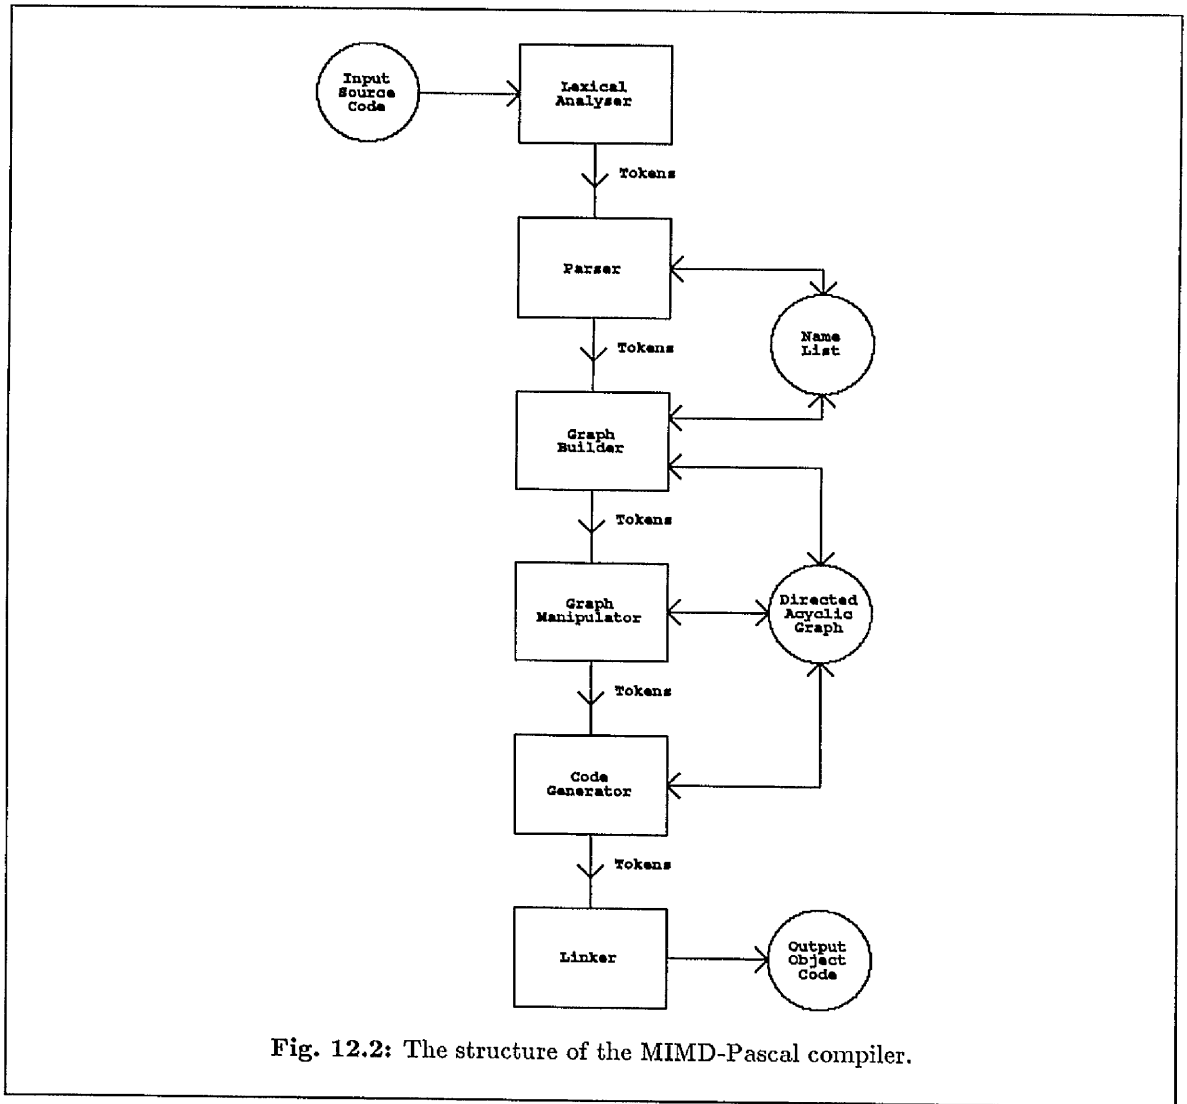 Input
Source
Code
Lexical
Analyser
Tokens
Parser
Tokens
Name
List
Graph
Builder
Tokens
Graph
Manipulator
Directed
Acyclic
Graph
Tokens
Code
Generator
Tokens
Linker
Output
Object
Code
Fig. 12.2: The structure of the MIMD-Pascal compiler.